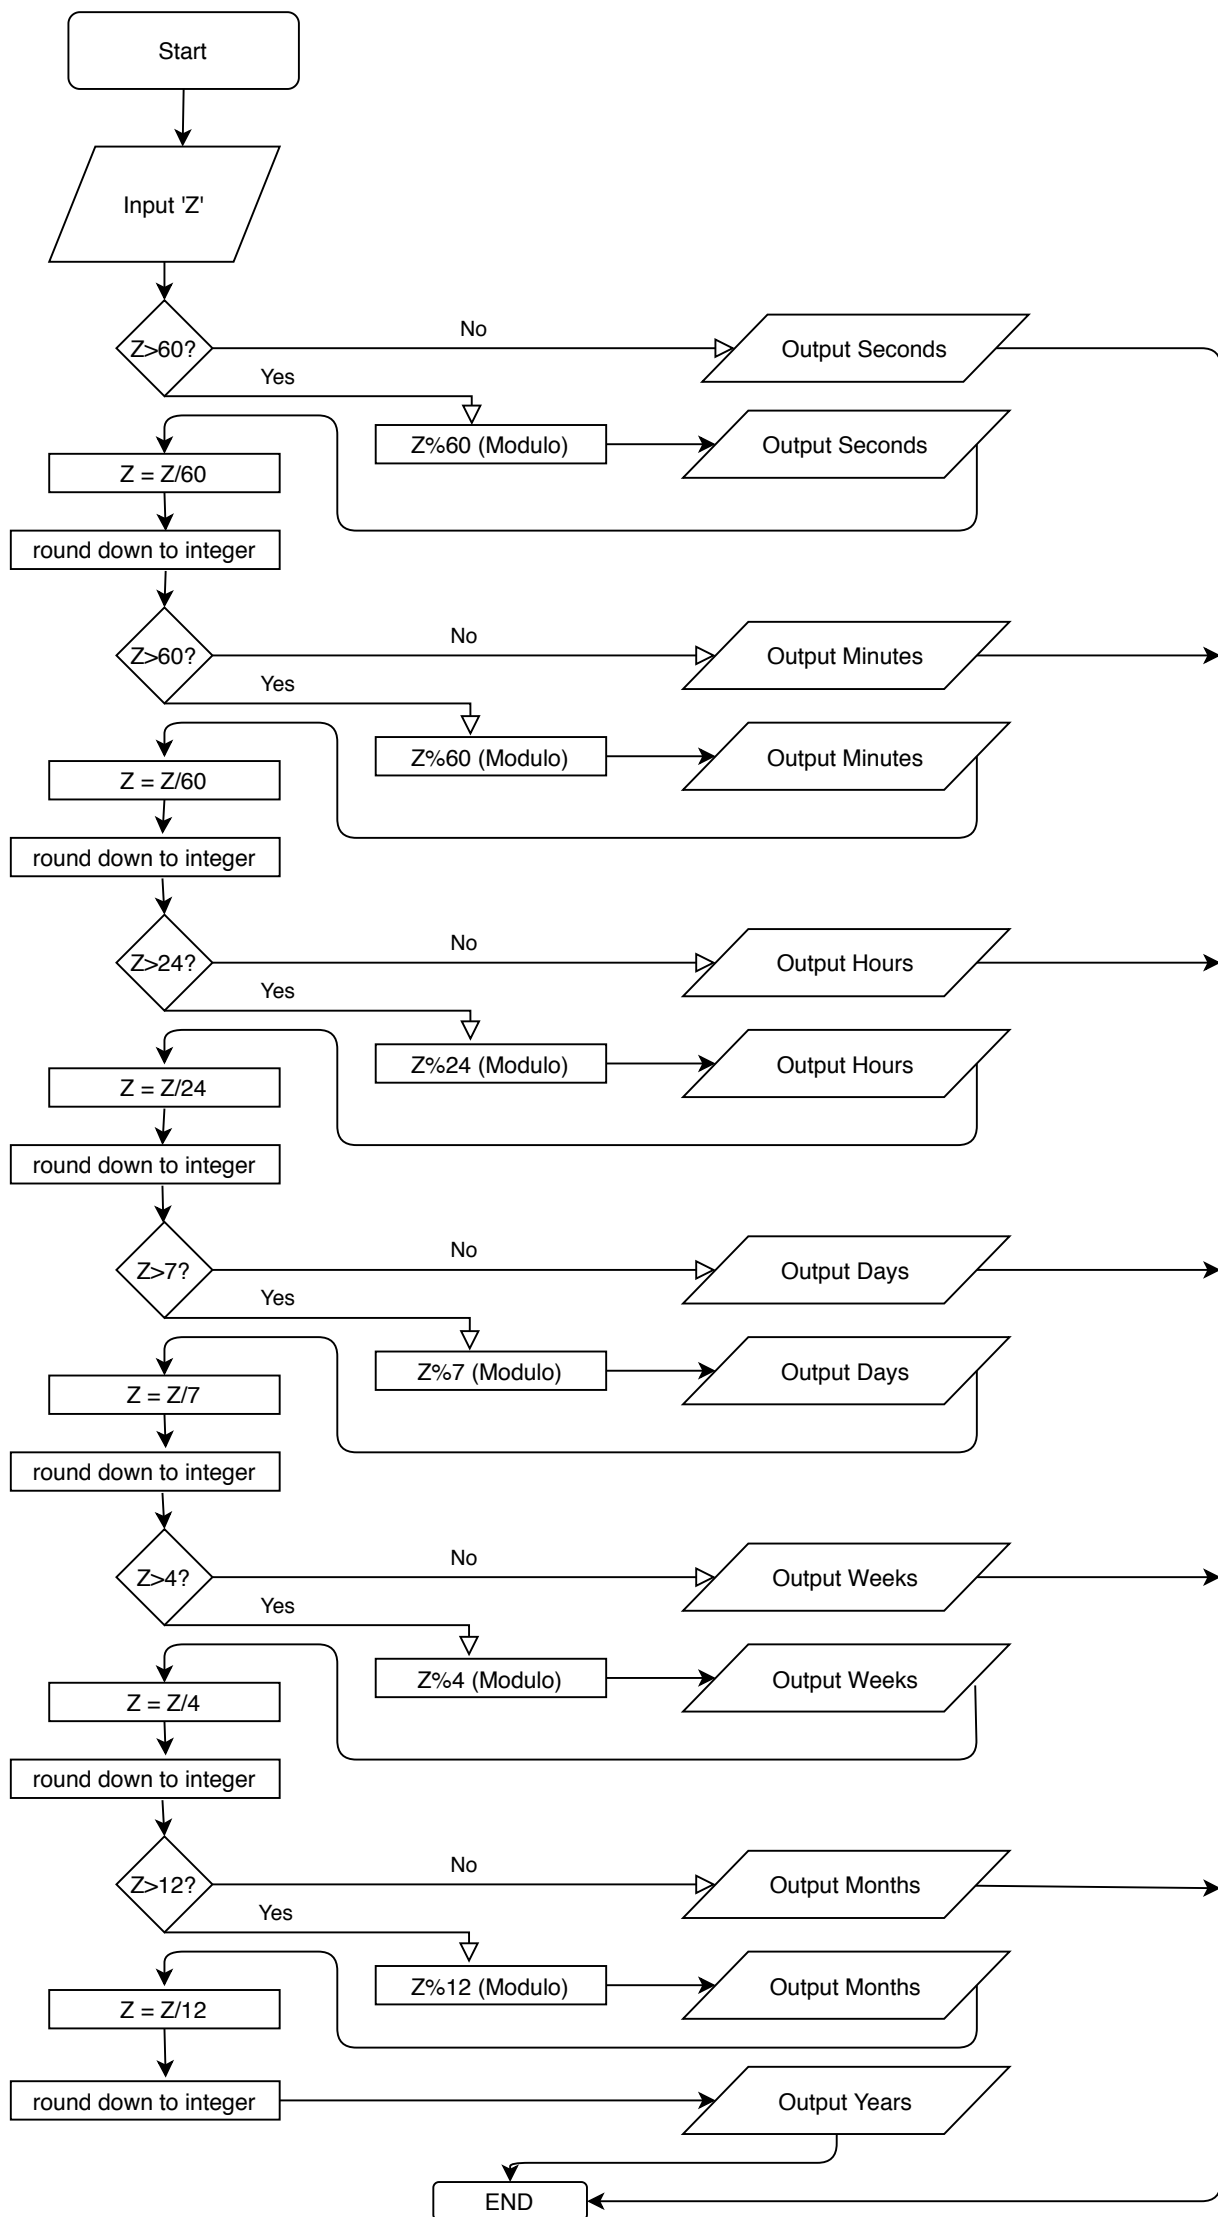 Start
Input 'Z'
Z>60?
No
Output Seconds
Yes
Z%60 (Modulo)
Output Seconds
Z = Z/60
round down to integer
Z>60?
No
Output Minutes
Yes
Z%60 (Modulo)
Output Minutes
Z = Z/60
round down to integer
Z>24?
No
Output Hours
Yes
Z%24 (Modulo)
Output Hours
Z = Z/24
round down to integer
Z>7?
No
Output Days
Yes
Z%7 (Modulo)
Output Days
Z = Z/7
round down to integer
Z>4?
No
Output Weeks
Yes
Z%4 (Modulo)
Output Weeks
Z = Z/4
round down to integer
Z>12?
No
Output Months
Yes
Z%12 (Modulo)
Output Months
Z = Z/12
round down to integer
Output Years
END